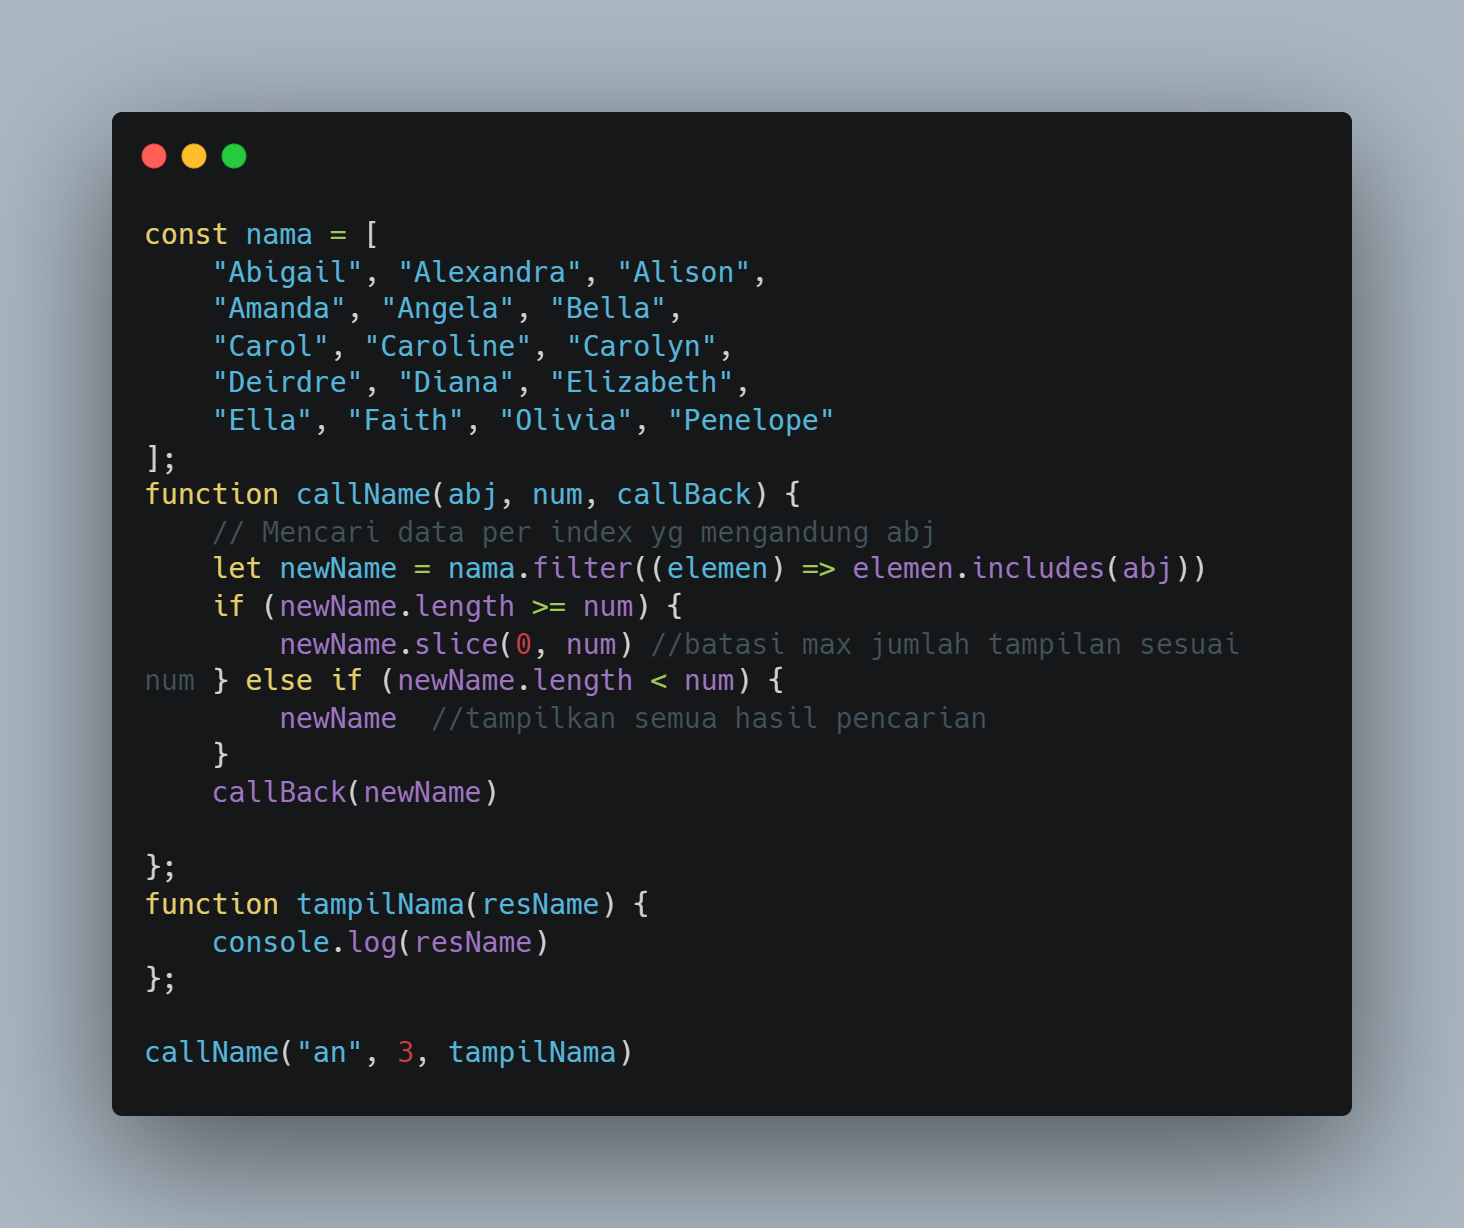 const nama = [
    "Abigail", "Alexandra", "Alison",
    "Amanda", "Angela", "Bella",
    "Carol", "Caroline", "Carolyn",
    "Deirdre", "Diana", "Elizabeth",
    "Ella", "Faith", "Olivia", "Penelope"
];
function callName(abj, num, callBack) {
    // Mencari data per index yg mengandung abj
    let newName = nama.filter((elemen) => elemen.includes(abj))
    if (newName.length >= num) {
        newName.slice(0, num) //batasi max jumlah tampilan sesuai
num } else if (newName.length < num) {
        newName  //tampilkan semua hasil pencarian
    }
    callBack(newName)

};
function tampilNama(resName) {
    console.log(resName)
};

callName("an", 3, tampilNama)